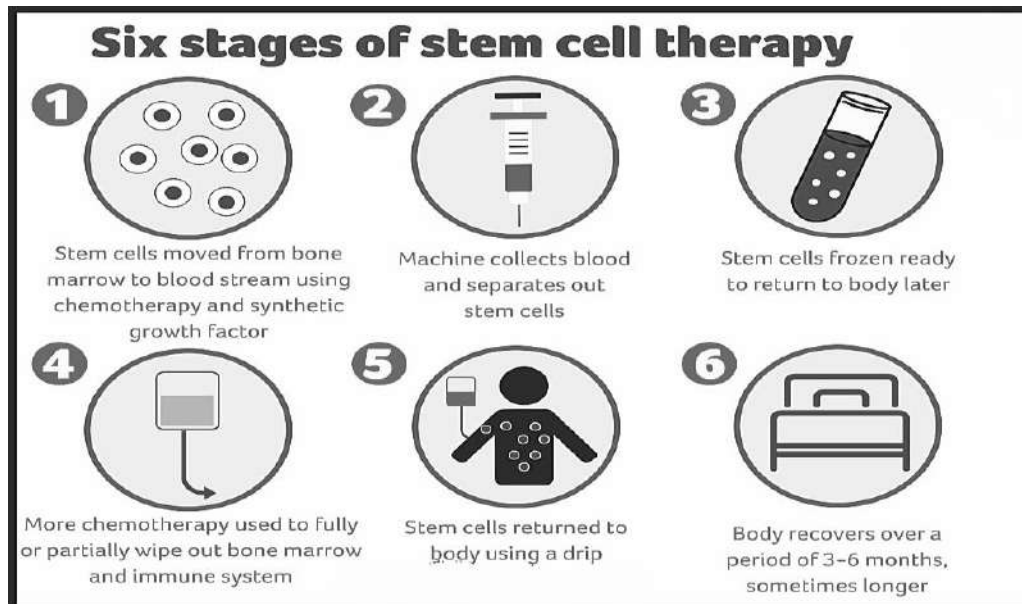 Six stages of stem cell therapy
1
Stem cells moved from bone
marrow to blood stream using
chemotherapy and synthetic
growth factor
2
Machine collects blood
and separates out
stem cells
3
Stem cells frozen ready
to return to body later
4
More chemotherapy used to fully
or partially wipe out bone marrow
and immune system
5
Stem cells returned to
body using a drip
6
Body recovers over a
period of 3-6 months,
sometimes longer